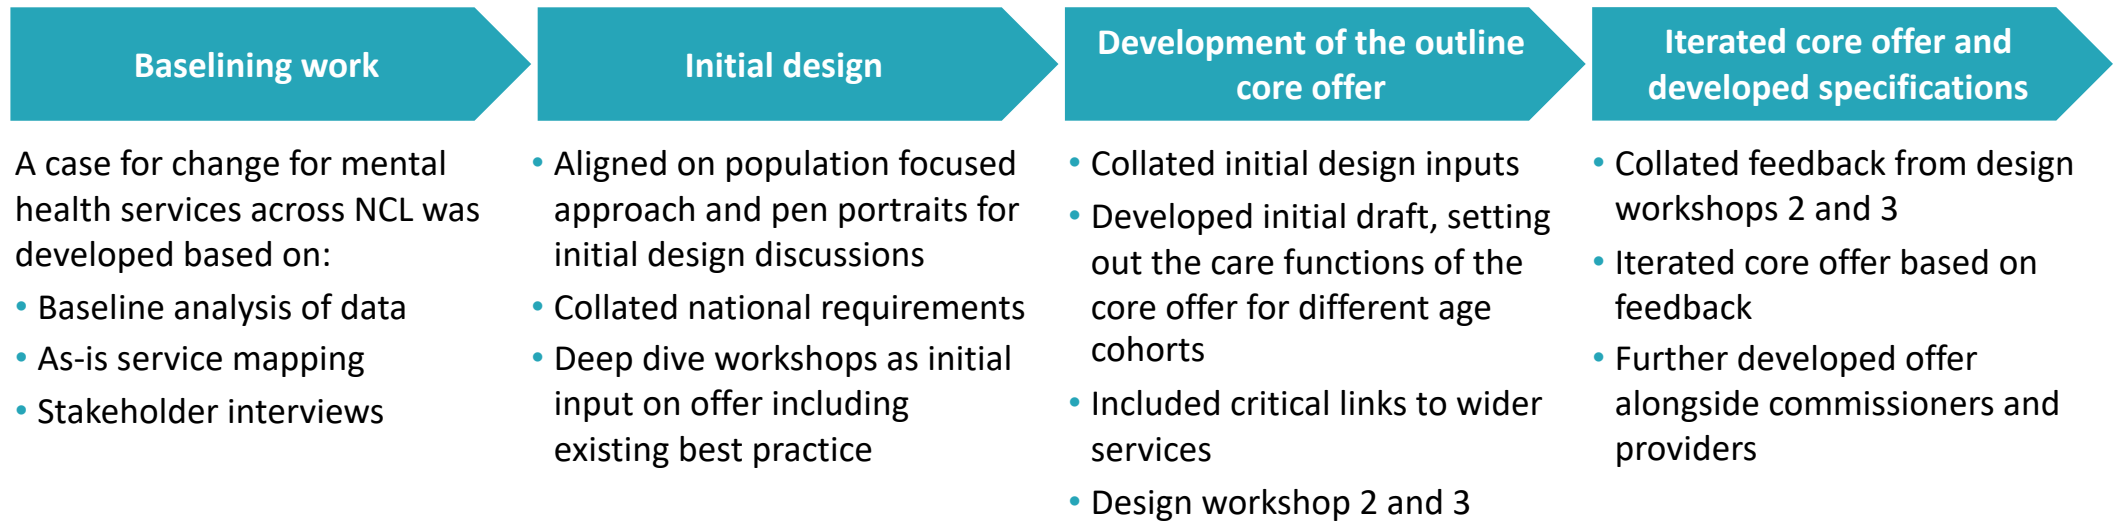 Baselining work
A case for change for mental
health services across NCL was
developed based on:
• Baseline analysis of data
• As-is service mapping
• Stakeholder interviews
Initial design
• Aligned on population focused
approach and pen portraits for
initial design discussions
• Collated national requirements
• Deep dive workshops as initial
input on offer including
existing best practice
Development of the outline
core offer
• Collated initial design inputs
• Developed initial draft, setting
out the care functions of the
core offer for different age
cohorts
• Included critical links to wider
services
• Design workshop 2 and 3
Iterated core offer and
developed specifications
• Collated feedback from design
workshops 2 and 3
• Iterated core offer based on
feedback
• Further developed offer
alongside commissioners and
providers